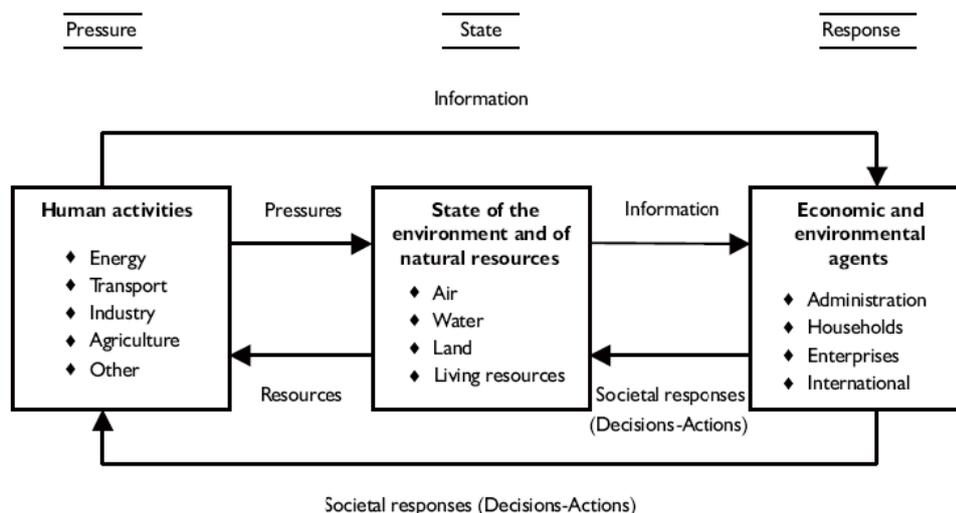 Pressure
State
Response
Information
Human activities
♦ Energy
♦ Transport
♦ Industry
♦ Agriculture
♦ Other
Pressures
Resources
State of the
environment and of
natural resources
♦ Air
♦ Water
♦ Land
♦ Living resources
Information
Societal responses
(Decisions-Actions)
Economic and
environmental
agents
♦ Administration
♦ Households
♦ Enterprises
♦ International
Societal responses (Decisions-Actions)